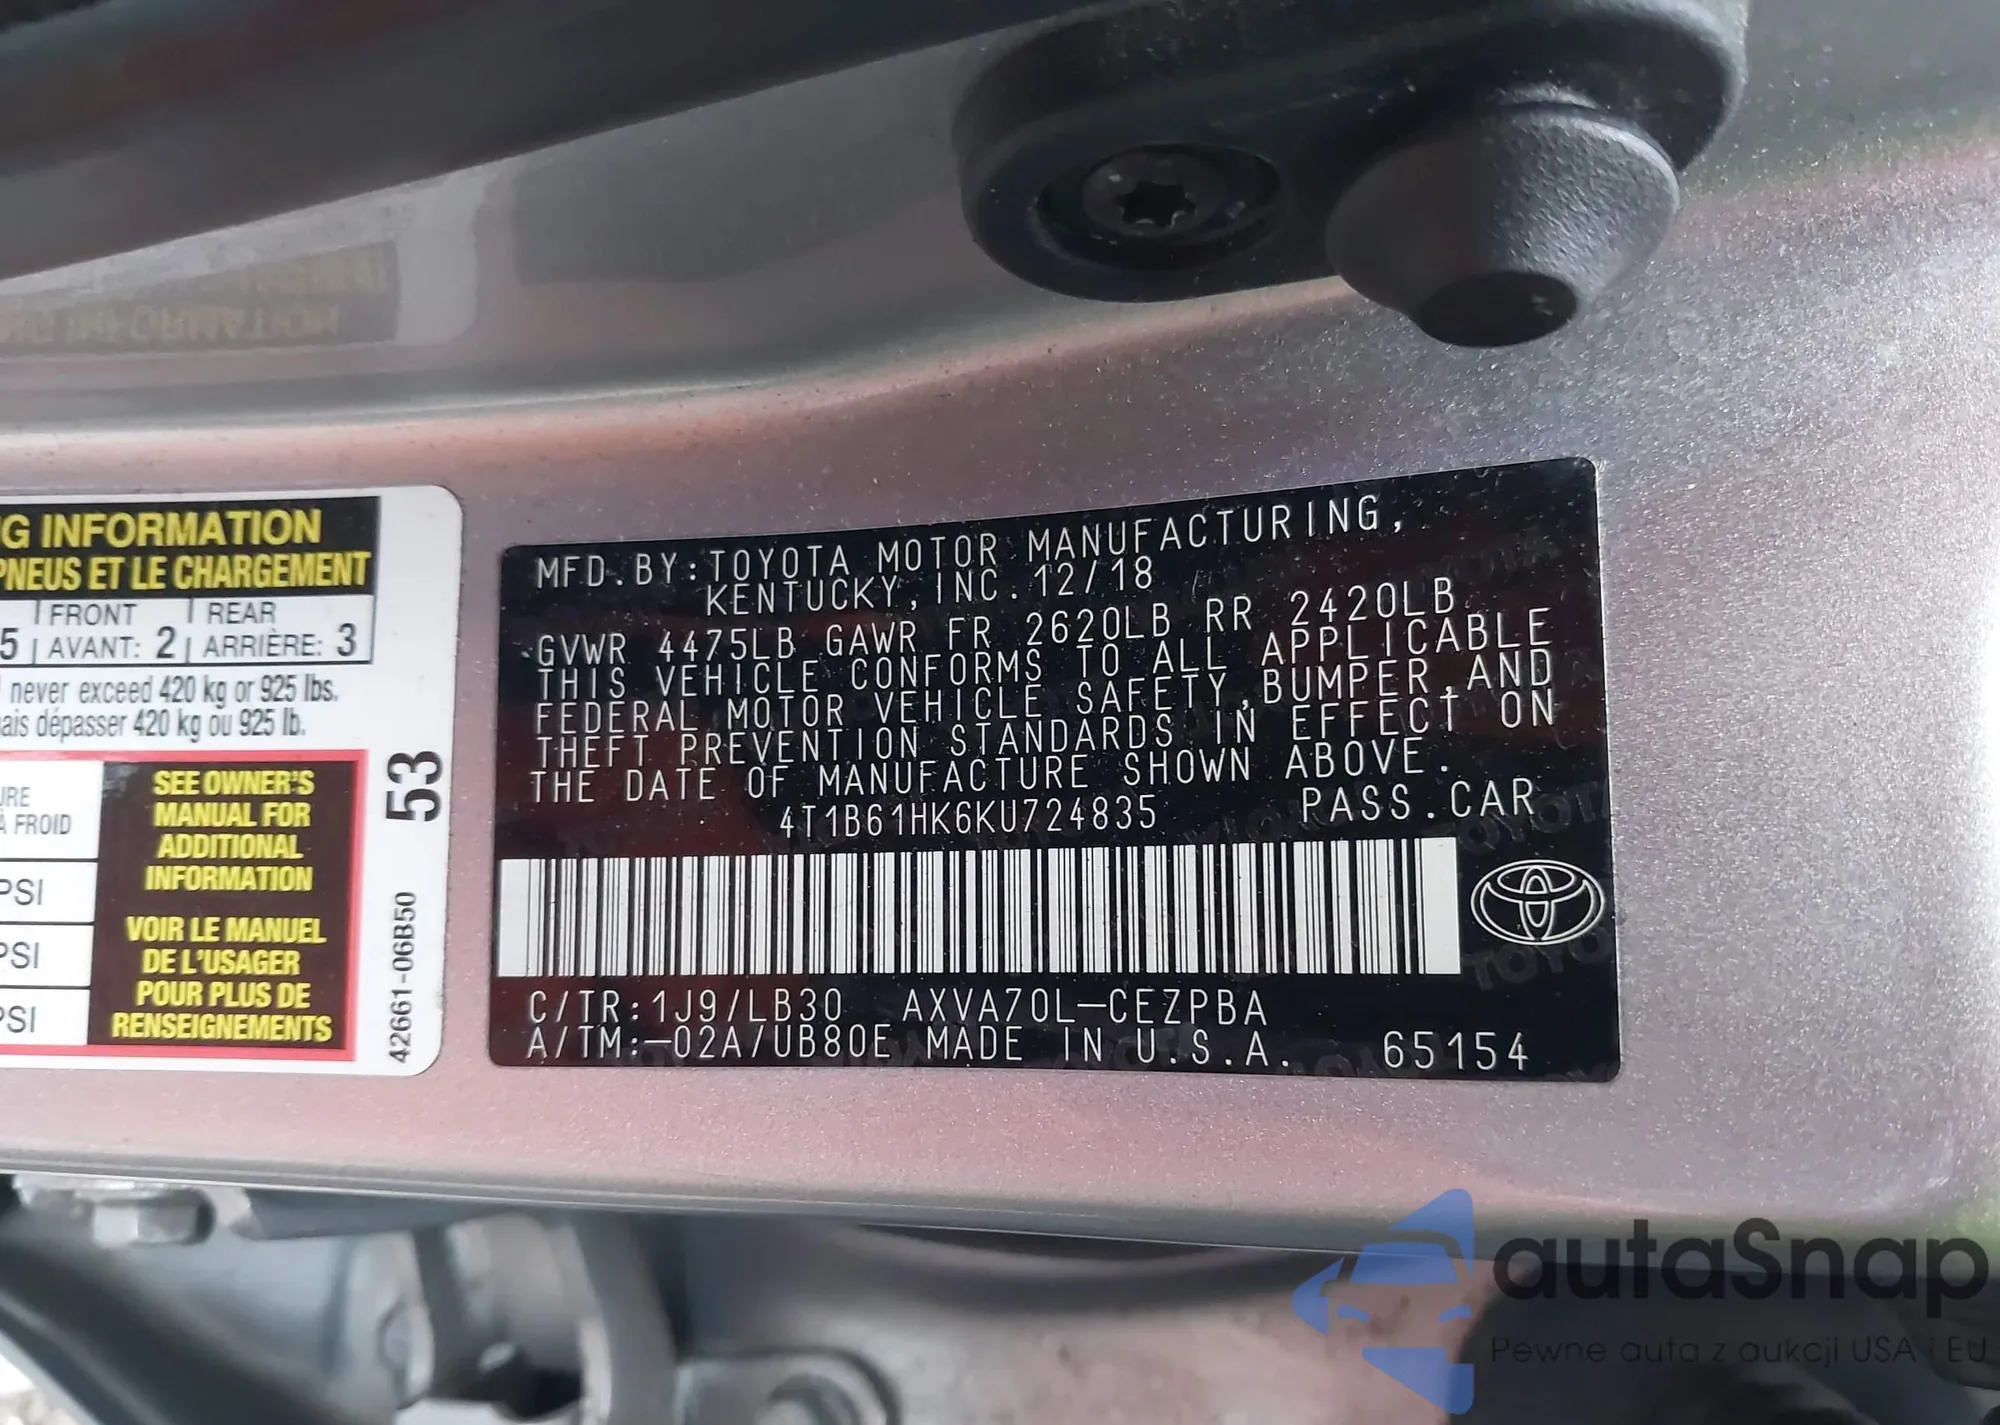 G INFORMATION
PNEUS ET LE CHARGEMENT
FRONT REAR
5 AVANT: 2 ARRIÈRE: 3
never exceed 420 kg or 925 lbs.
ais dépasser 420 kg ou 925 lb.
URE
À FROID
PSI
PSI
PSI
SEE OWNER'S
MANUAL FOR
ADDITIONAL
INFORMATION
VOIR LE MANUEL
DE L'USAGER
POUR PLUS DE
RENSEIGNEMENTS
53
42661-06B50
MFD.BY:TOYOTA MOTOR MANUFACTURING,
KENTUCKY,INC.12/18
GVWR 4475LB GAWR FR 2620LB RR 2420LB
THIS VEHICLE CONFORMS TO ALL APPLICABLE
FEDERAL MOTOR VEHICLE SAFETY,BUMPER,AND
THEFT PREVENTION STANDARDS IN EFFECT ON
THE DATE OF MANUFACTURE SHOWN ABOVE.
4T1B61HK6KU724835 PASS.CAR
C/TR:1J9/LB30 AXVA70L-CEZPBA
A/TM:-02A/UB80E MADE IN U.S.A. 65154
autaSnap
Pewne auta z aukcji USA i EU